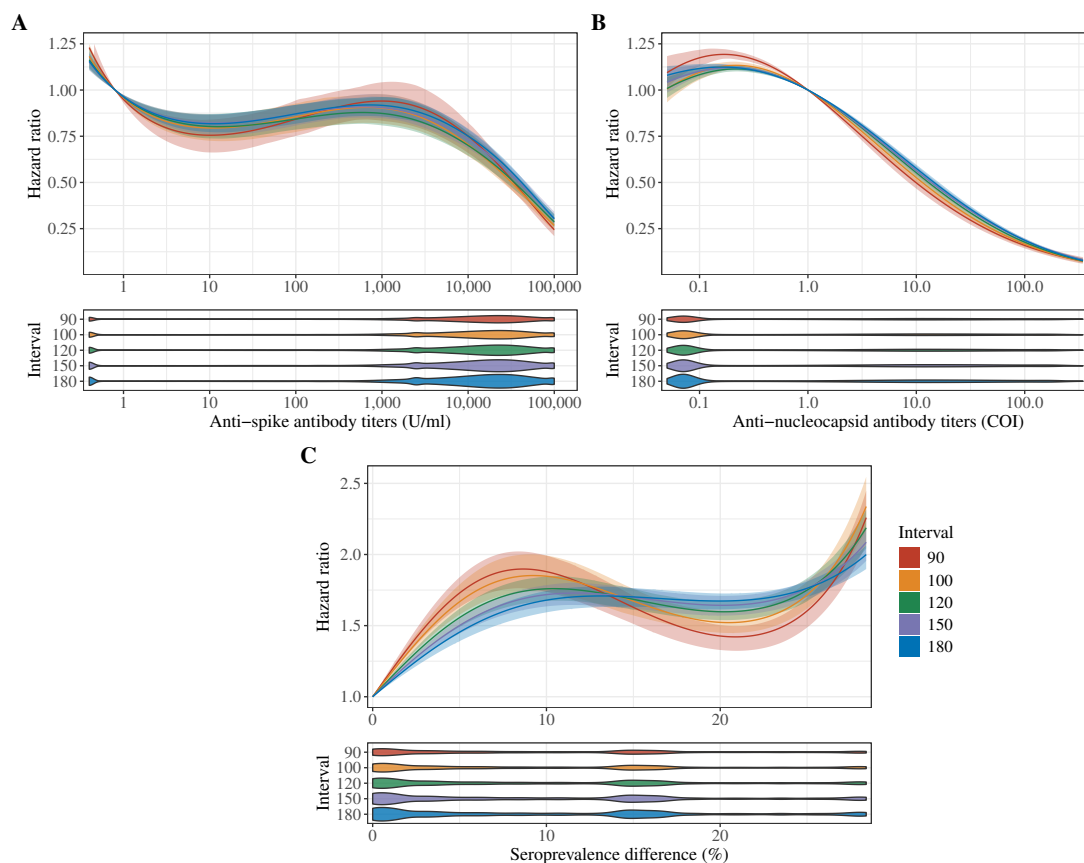 A
1.25
1.00
0.75
0.50
0.25
Hazard ratio
1 10 100 1,000 10,000 100,000
90
100
120
150
180
Interval
1 10 100 1,000 10,000 100,000
Anti−spike antibody titers (U/ml)
B
1.25
1.00
0.75
0.50
0.25
Hazard ratio
0.1 1.0 10.0 100.0
90
100
120
150
180
Interval
0.1 1.0 10.0 100.0
Anti−nucleocapsid antibody titers (COI)
C
2.5
2.0
1.5
1.0
Hazard ratio
0 10 20
90
100
120
150
180
Interval
0 10 20
Seroprevalence difference (%)
Interval
90
100
120
150
180